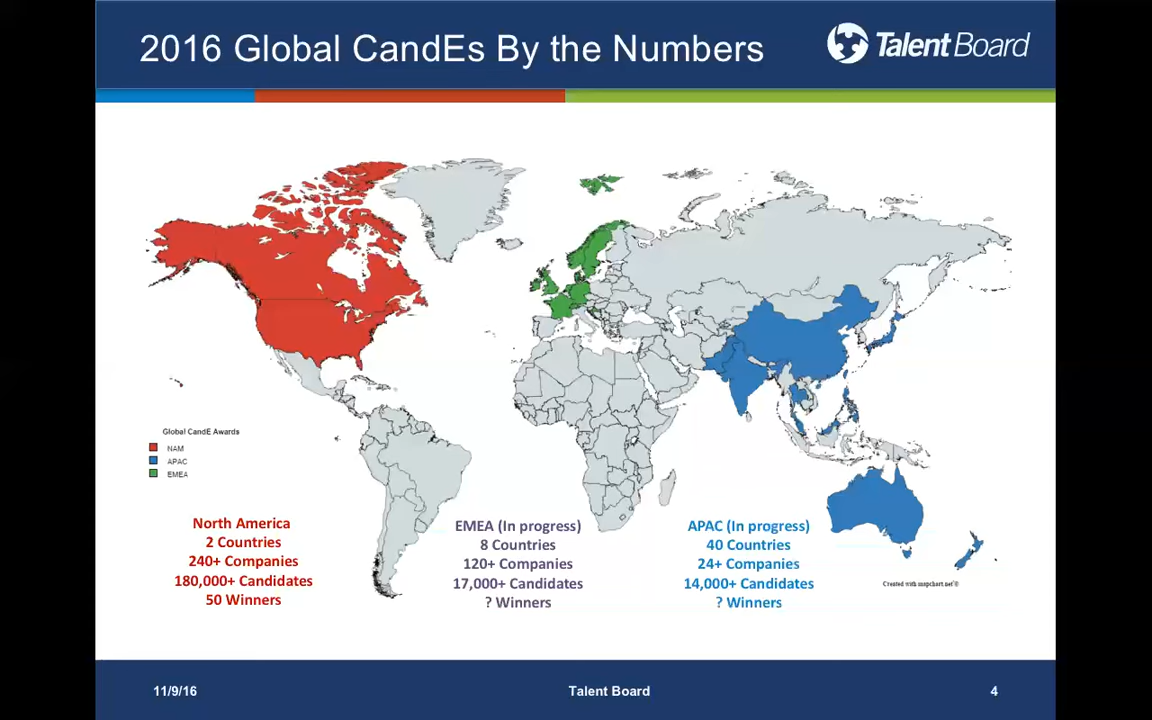 2016 Global CandEs By the Numbers
Talent Board
Global CandE Awards
NAM
APAC
EMEA
North America
2 Countries
240+ Companies
180,000+ Candidates
50 Winners
EMEA (In progress)
8 Countries
120+ Companies
17,000+ Candidates
? Winners
APAC (In progress)
40 Countries
24+ Companies
14,000+ Candidates
? Winners
Created with mapchart.net ©
11/9/16
Talent Board
4